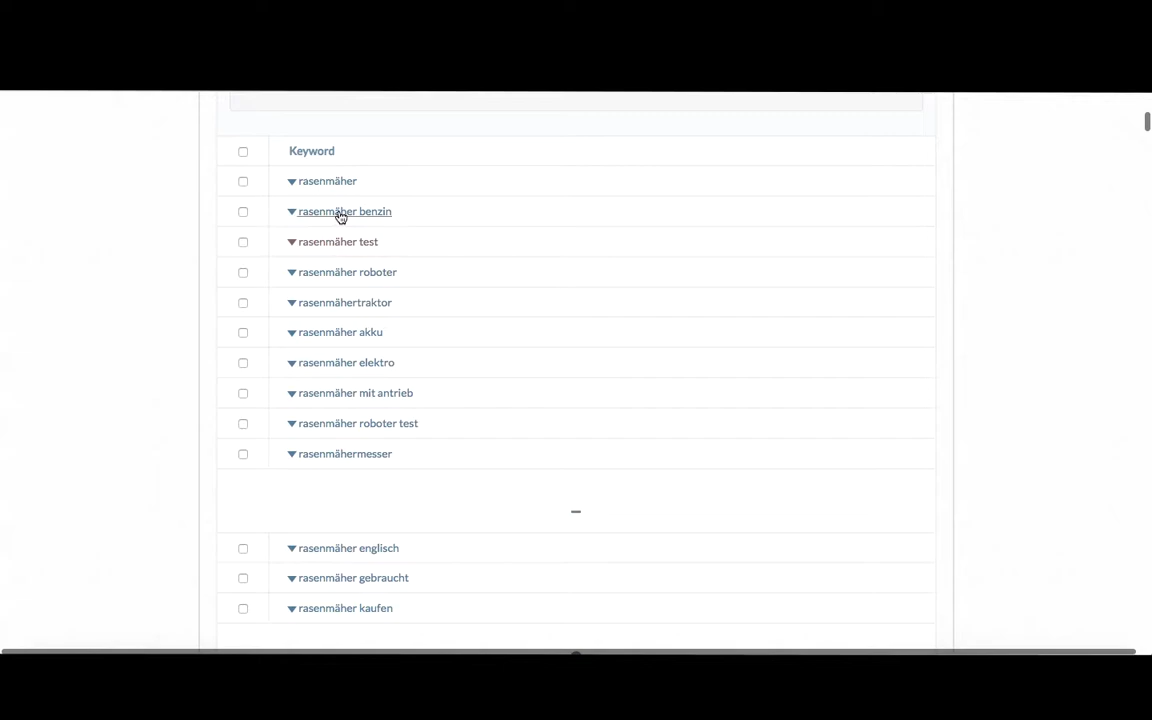 Keyword
rasenmäher
rasenmäher benzin
rasenmäher test
rasenmäher roboter
rasenmähertraktor
rasenmäher akku
rasenmäher elektro
rasenmäher mit antrieb
rasenmäher roboter test
rasenmähermesser
rasenmäher englisch
rasenmäher gebraucht
rasenmäher kaufen